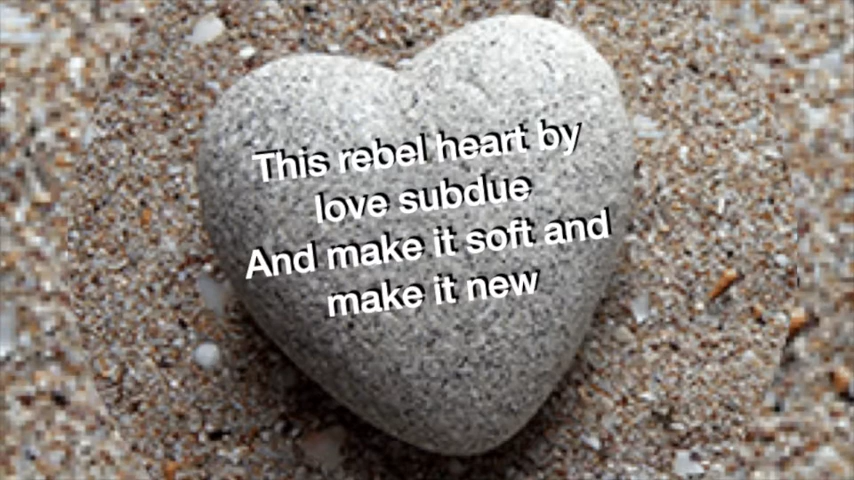 This rebel heart by
love subdue
And make it soft and
make it new